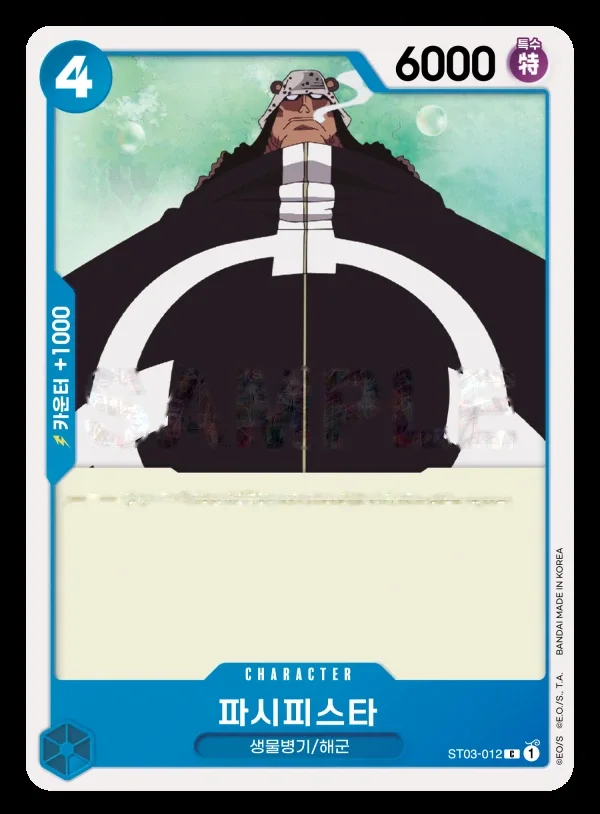 4
6000
특수
特
⚡카운터 +1000
SAMPLE
CHARACTER
파시피스타
생물병기/해군
ST03-012 C 1
©EO/S ©E.O./S., T.A. BANDAI MADE IN KOREA